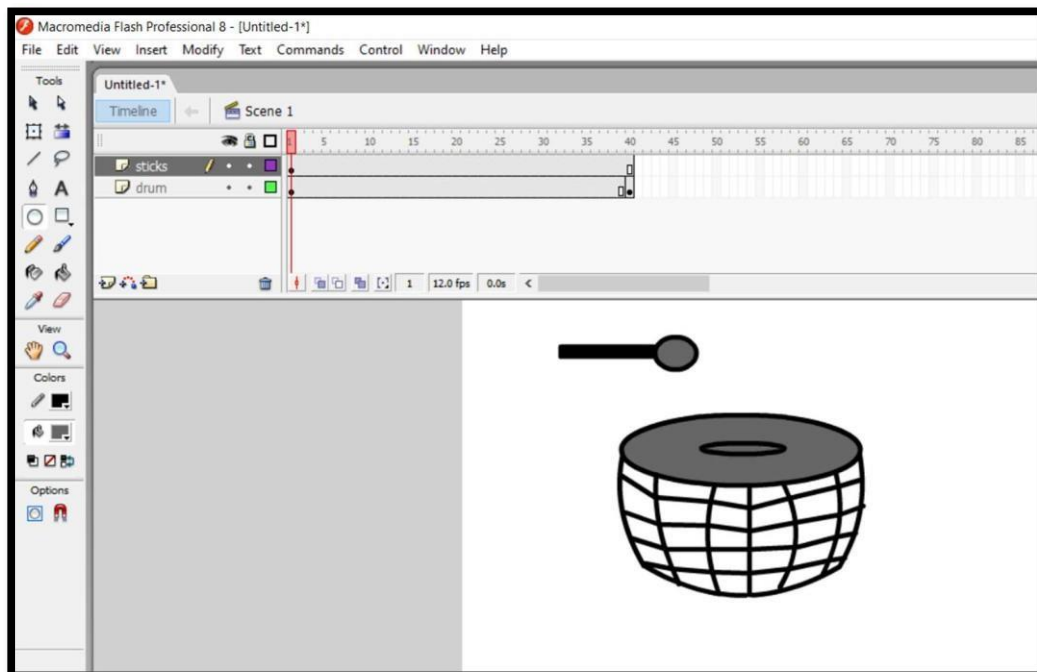 Macromedia Flash Professional 8 - [Untitled-1*]
File Edit View Insert Modify Text Commands Control Window Help
Tools
Untitled-1*
Timeline Scene 1
1 5 10 15 20 25 30 35 40 45 50 55 60 65 70 75 80 85
sticks
drum
1 12.0 fps 0.0s
View
Colors
Options